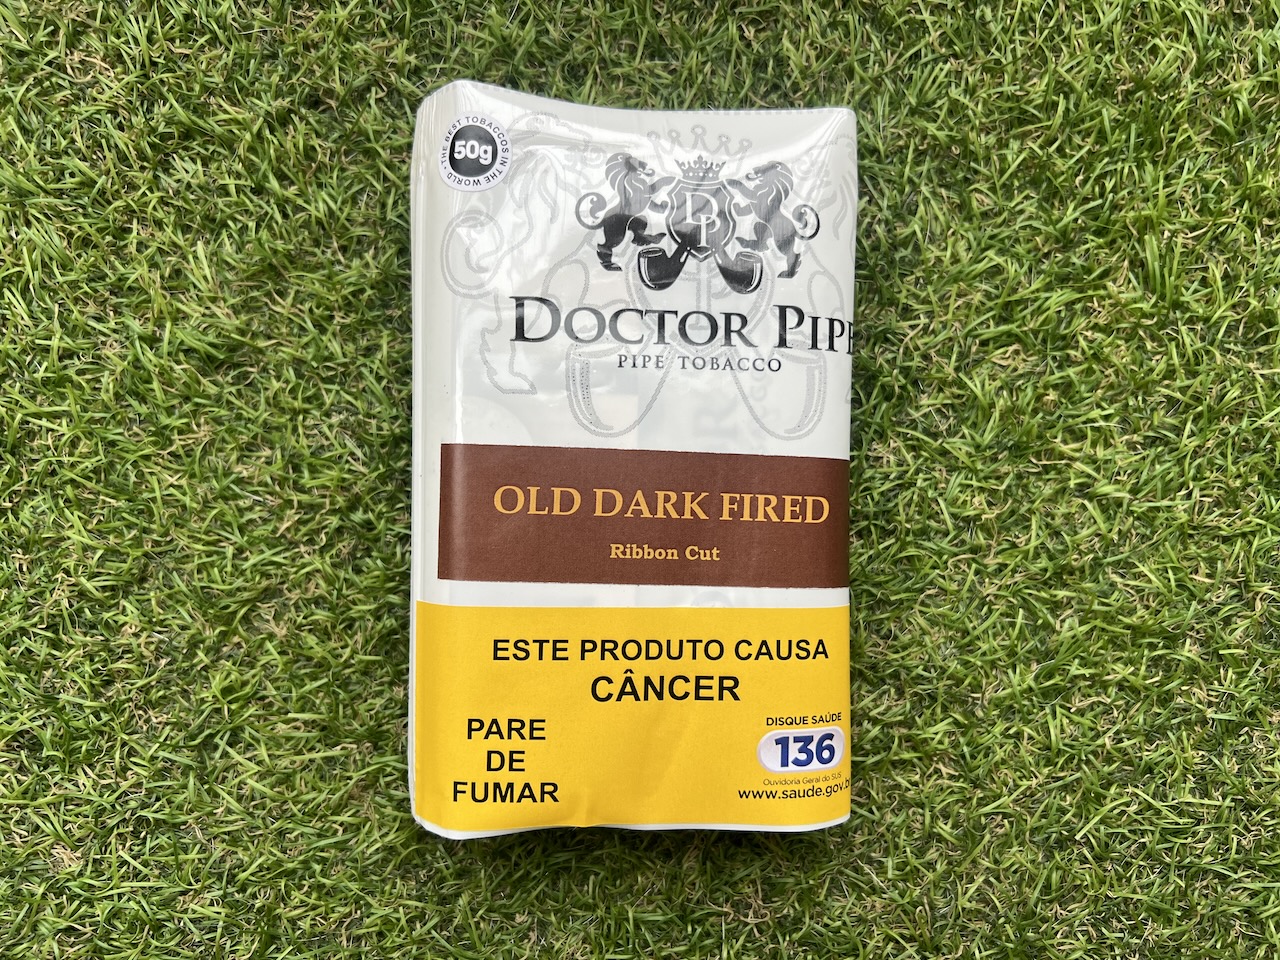 THE BEST TOBACCOS IN THE WORLD
50g
DP
DOCTOR PIPE
PIPE TOBACCO
OLD DARK FIRED
Ribbon Cut
ESTE PRODUTO CAUSA
CÂNCER
PARE
DE
FUMAR
DISQUE SAÚDE
136
Ouvidoria Geral do SUS
www.saude.gov.b